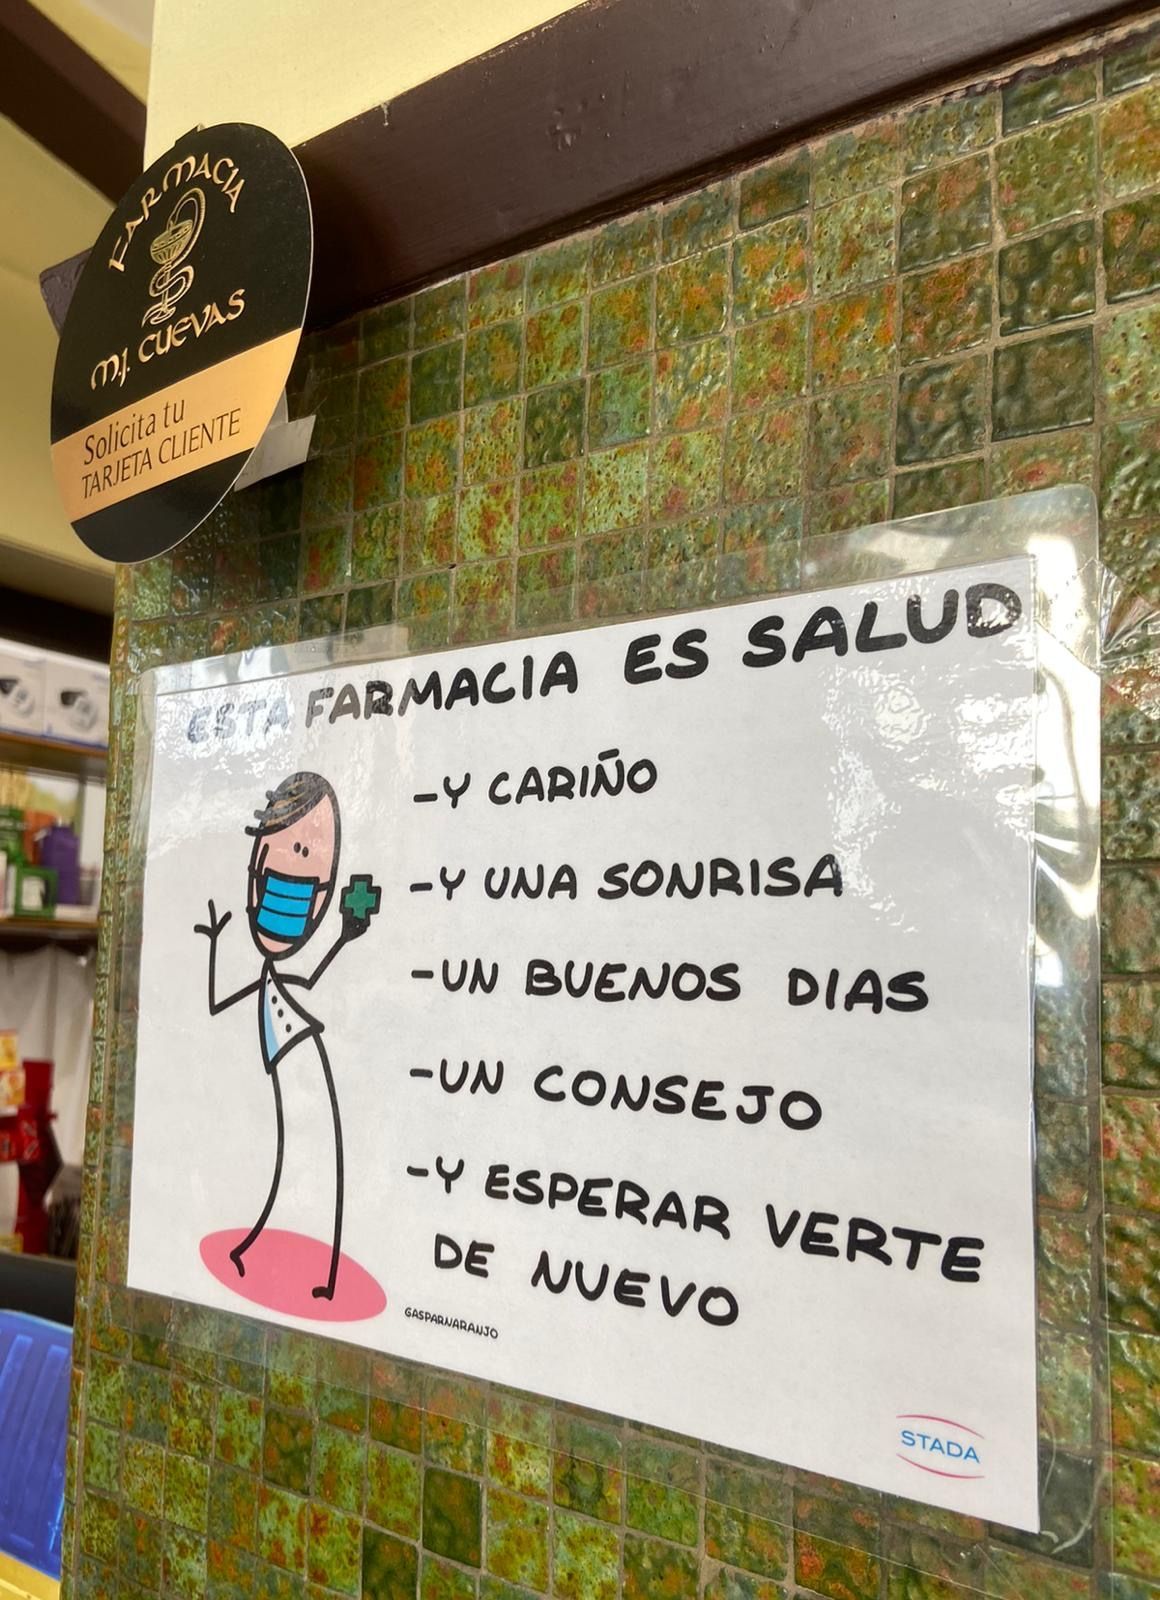 FARMACIA
M.J. CUEVAS
Solicita tu
TARJETA CLIENTE
ESTA FARMACIA ES SALUD
-Y CARIÑO
-Y UNA SONRISA
-UN BUENOS DIAS
-UN CONSEJO
-Y ESPERAR VERTE
DE NUEVO
GASPARNARANJO
STADA